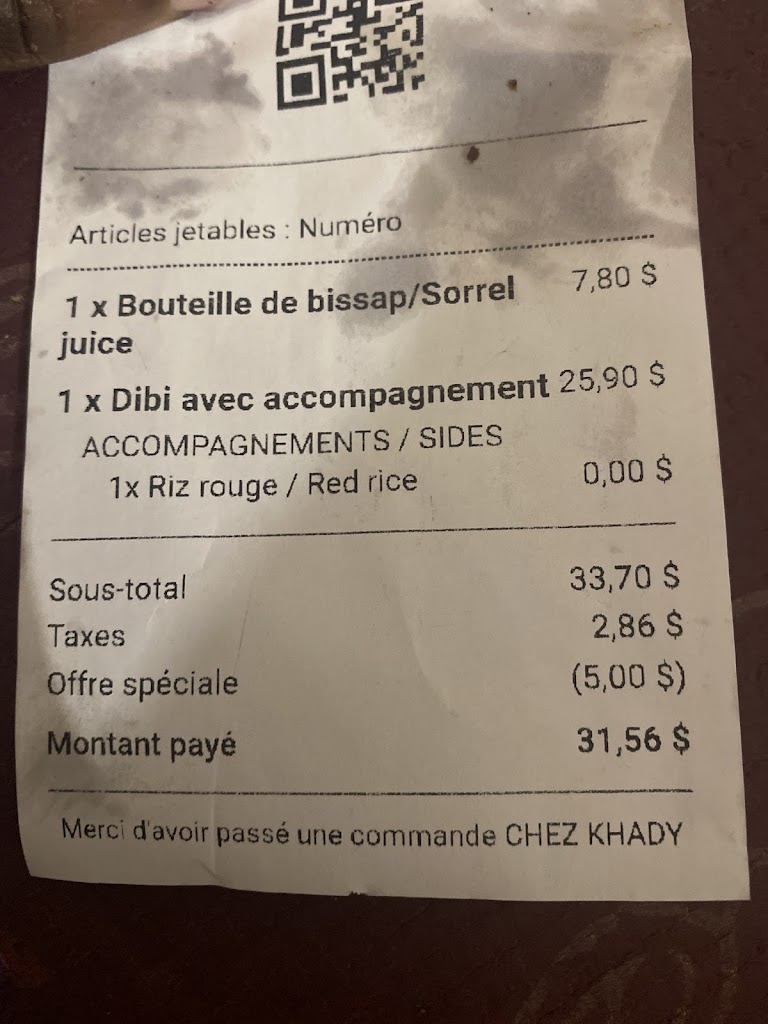 Articles jetables : Numéro
1 x Bouteille de bissap/Sorrel 7,80 $
juice
1 x Dibi avec accompagnement 25,90 $
ACCOMPAGNEMENTS / SIDES
1x Riz rouge / Red rice 0,00 $
Sous-total 33,70 $
Taxes 2,86 $
Offre spéciale (5,00 $)
Montant payé 31,56 $
Merci d'avoir passé une commande CHEZ KHADY